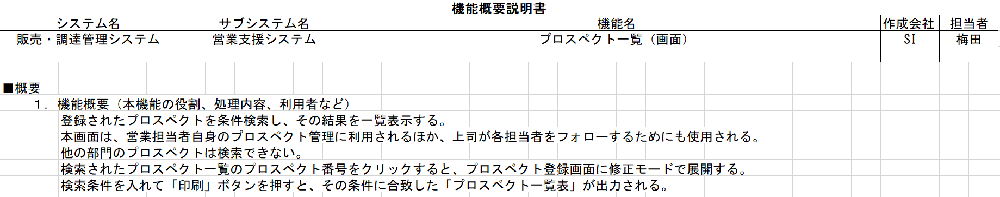 機能概要説明書
システム名 サブシステム名 機能名 作成会社 担当者
販売・調達管理システム 営業支援システム プロスペクト一覧（画面） SI 梅田
■概要
１．機能概要（本機能の役割、処理内容、利用者など）
登録されたプロスペクトを条件検索し、その結果を一覧表示する。
本画面は、営業担当者自身のプロスペクト管理に利用されるほか、上司が各担当者をフォローするためにも使用される。
他の部門のプロスペクトは検索できない。
検索されたプロスペクト一覧のプロスペクト番号をクリックすると、プロスペクト登録画面に修正モードで展開する。
検索条件を入れて「印刷」ボタンを押すと、その条件に合致した「プロスペクト一覧表」が出力される。